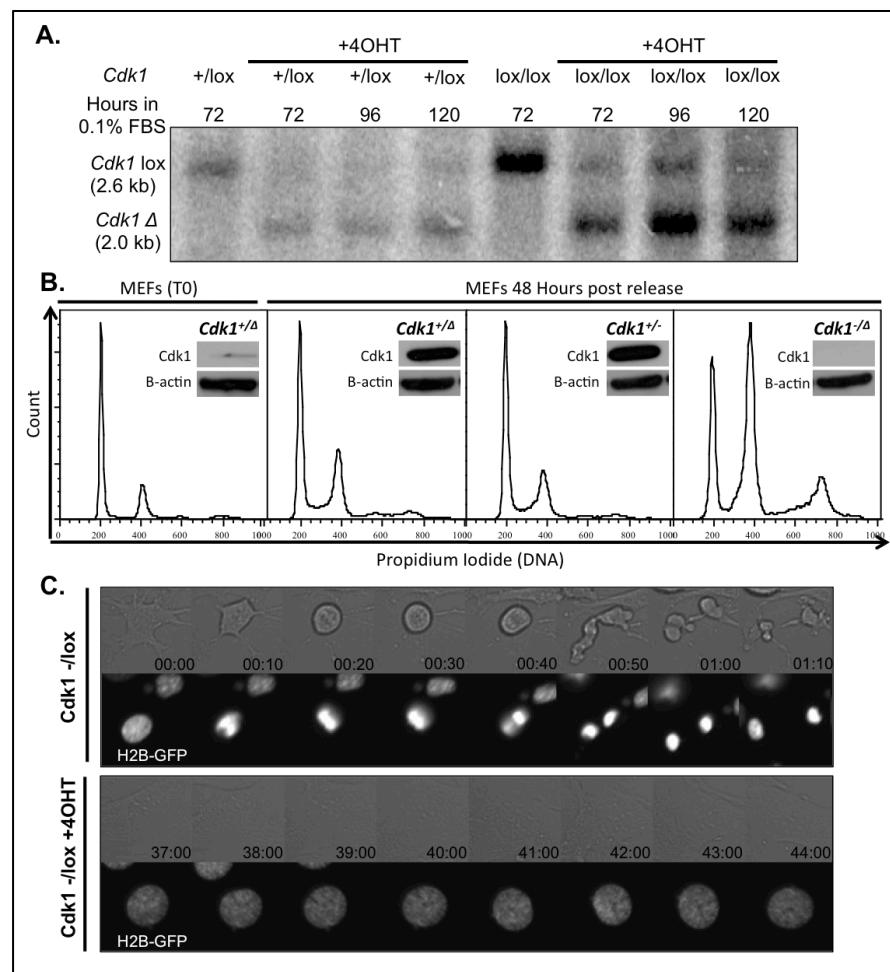 A.
+4OHT
+4OHT
Cdk1 +/lox +/lox +/lox +/lox lox/lox lox/lox lox/lox lox/lox
Hours in
0.1% FBS
72 72 96 120 72 72 96 120
Cdk1 lox
(2.6 kb)
Cdk1 Δ
(2.0 kb)
B.
MEFs (T0)
MEFs 48 Hours post release
Cdk1+/Δ Cdk1+/Δ Cdk1+/- Cdk1-/Δ
Cdk1 Cdk1 Cdk1 Cdk1
B-actin B-actin B-actin B-actin
Count
0 200 400 600 800 1000 200 400 600 800 1000 200 400 600 800 1000 200 400 600 800 1000
Propidium Iodide (DNA)
C.
Cdk1 -/lox
00:00 00:10 00:20 00:30 00:40 00:50 01:00 01:10
H2B-GFP
Cdk1 -/lox +4OHT
37:00 38:00 39:00 40:00 41:00 42:00 43:00 44:00
H2B-GFP